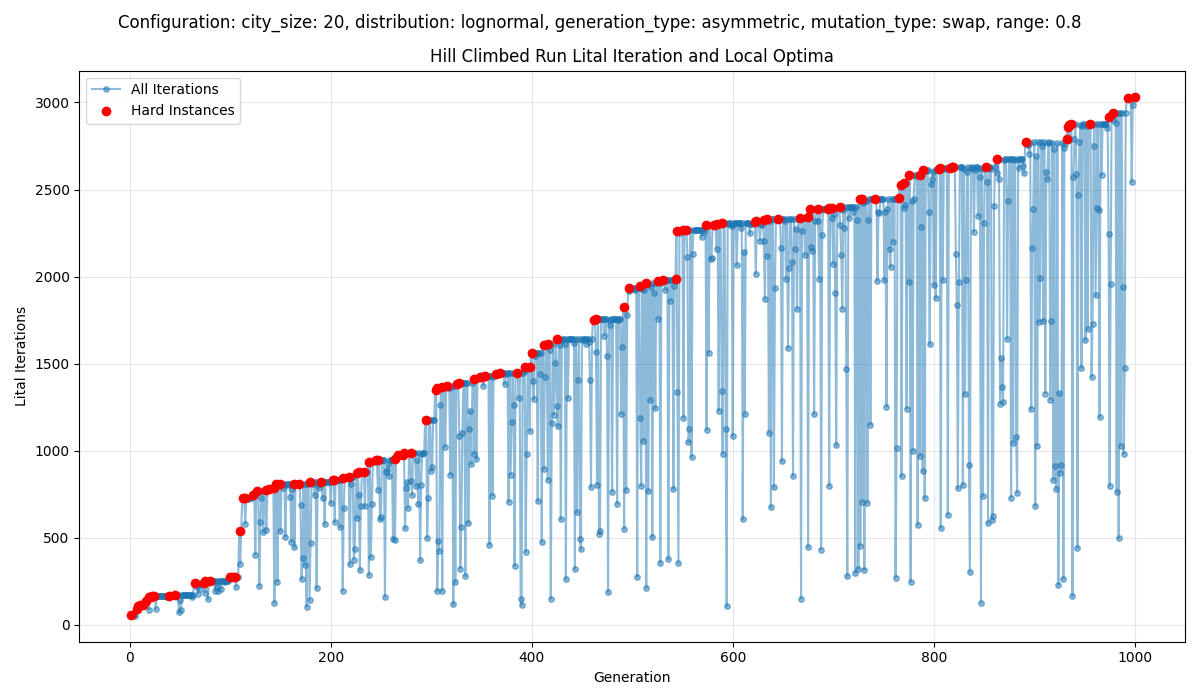 Configuration: city_size: 20, distribution: lognormal, generation_type: asymmetric, mutation_type: swap, range: 0.8
Hill Climbed Run Lital Iteration and Local Optima
All Iterations
Hard Instances
3000
2500
2000
1500
1000
500
0
Lital Iterations
0 200 400 600 800 1000
Generation